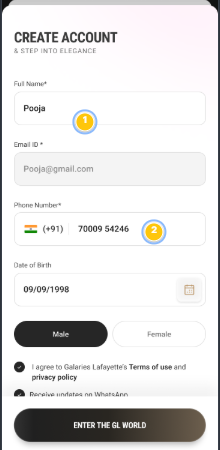 CREATE ACCOUNT
& STEP INTO ELEGANCE
Full Name*
Pooja
1
Email ID *
Pooja@gmail.com
Phone Number*
(+91) 70009 54246
2
Date of Birth
09/09/1998
Male Female
I agree to Galaries Lafayette's Terms of use and
privacy policy
Receive updates on WhatsApp
ENTER THE GL WORLD